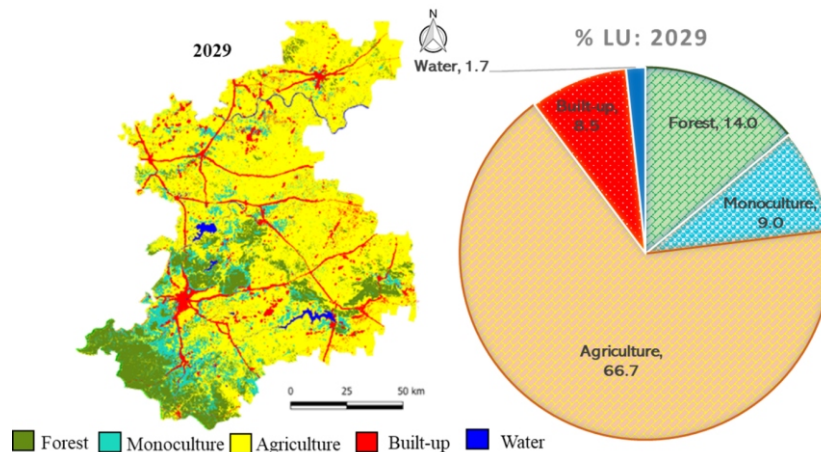 2029
N
% LU: 2029
Water, 1.7
Built-up,
8.5
Forest, 14.0
Monoculture,
9.0
Agriculture,
66.7
0 25 50 km
Forest Monoculture Agriculture Built-up Water